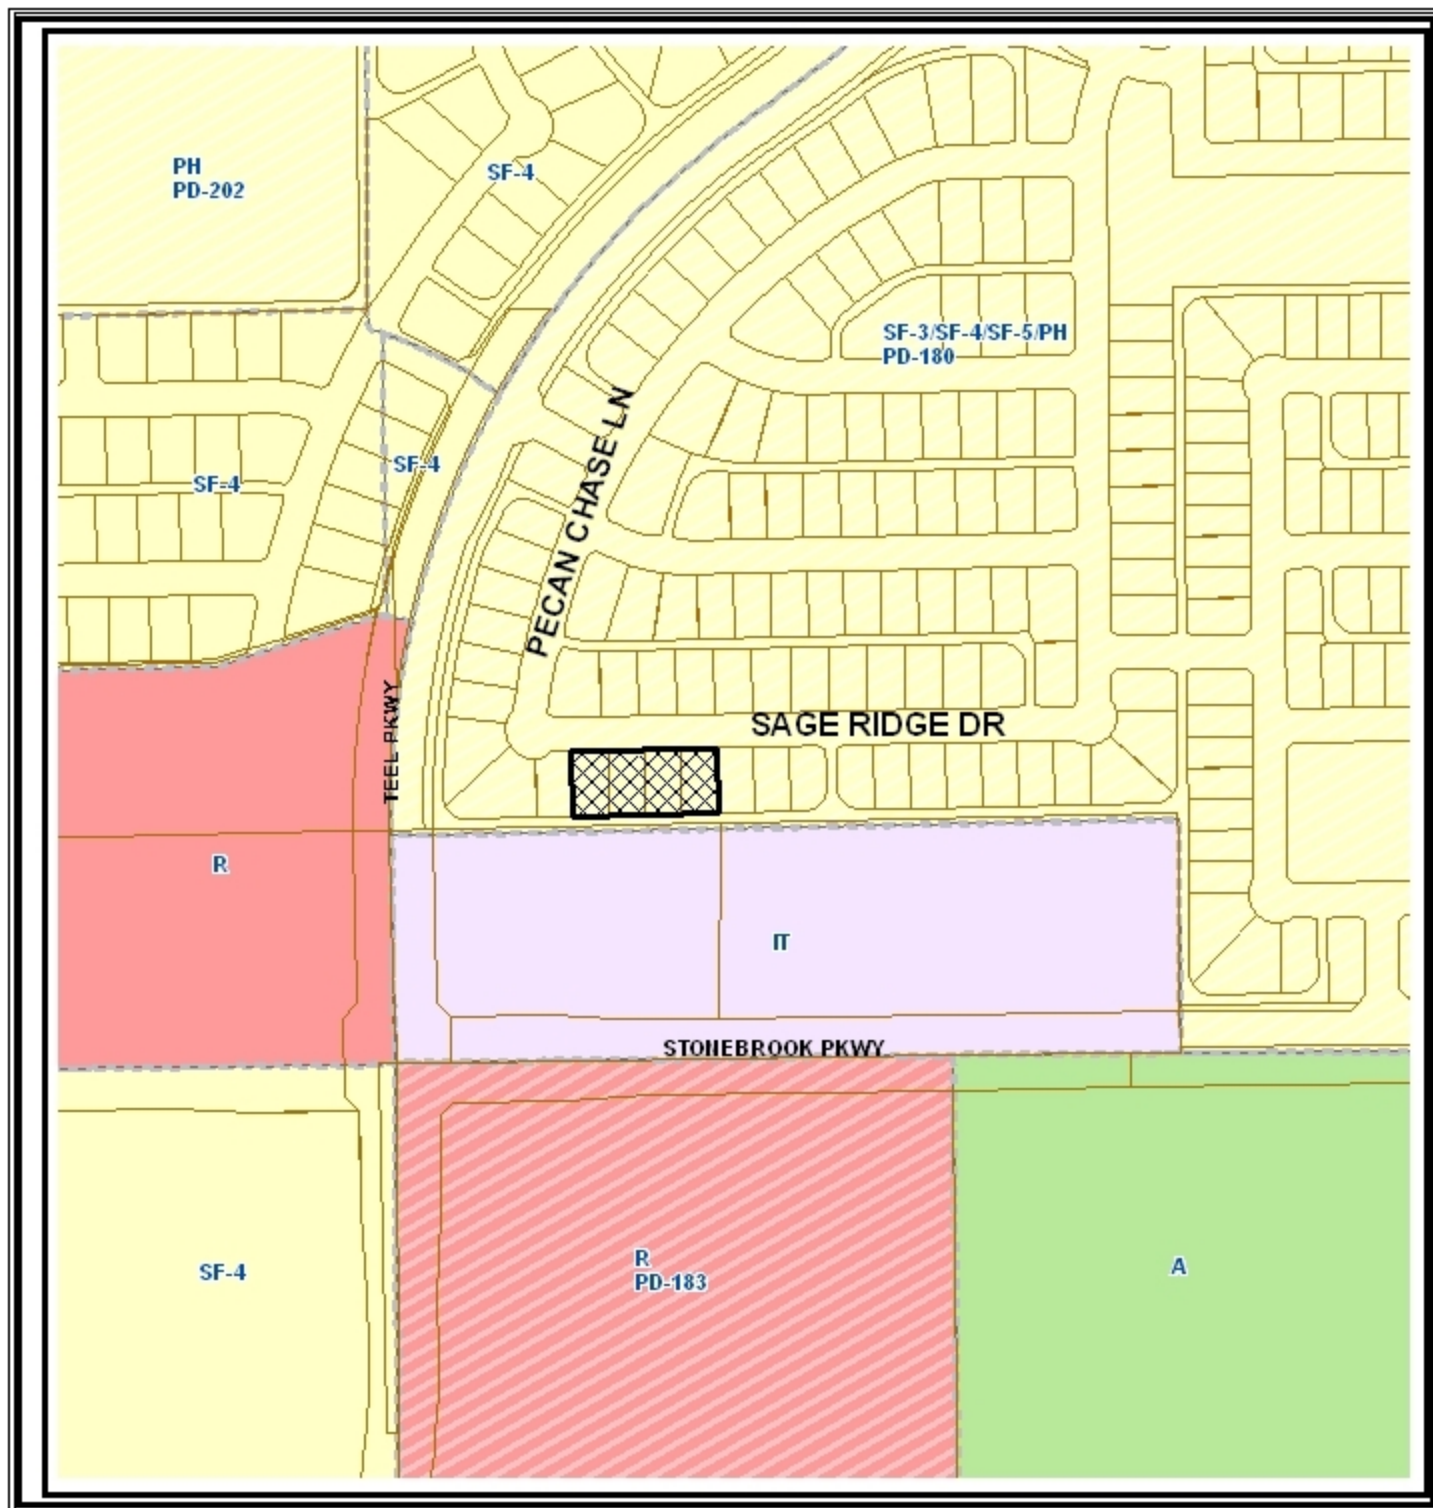 PH
PD-202
SF-4
SF-3/SF-4/SF-5/PH
PD-180
PECAN CHASE LN
SF-4
SF-4
TEEL PKWY
SAGE RIDGE DR
R
IT
STONEBROOK PKWY
SF-4
R
PD-183
A